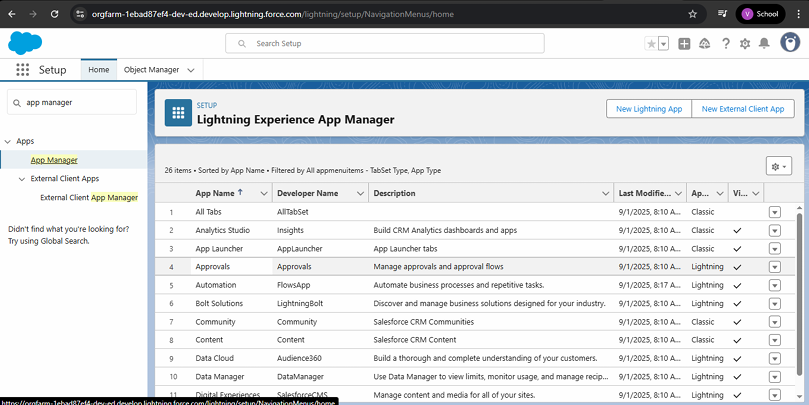 orgfarm-1ebad87ef4-dev-ed.develop.lightning.force.com/lightning/setup/NavigationMenus/home
V School
Search Setup
Setup Home Object Manager
app manager
Apps
App Manager
External Client Apps
External Client App Manager
Didn't find what you're looking for?
Try using Global Search.
SETUP
Lightning Experience App Manager
New Lightning App New External Client App
26 items • Sorted by App Name • Filtered by All appmenuitems - TabSet Type, App Type
App Name ↑ Developer Name Description Last Modifie... Ap... Vi...
1 All Tabs AllTabSet 9/1/2025, 8:10 A... Classic
2 Analytics Studio Insights Build CRM Analytics dashboards and apps 9/1/2025, 8:10 A... Classic ✓
3 App Launcher AppLauncher App Launcher tabs 9/1/2025, 8:10 A... Classic ✓
4 Approvals Approvals Manage approvals and approval flows 9/1/2025, 8:10 A... Lightning ✓
5 Automation FlowsApp Automate business processes and repetitive tasks. 9/1/2025, 8:17 A... Lightning ✓
6 Bolt Solutions LightningBolt Discover and manage business solutions designed for your industry. 9/1/2025, 8:10 A... Lightning ✓
7 Community Community Salesforce CRM Communities 9/1/2025, 8:10 A... Classic ✓
8 Content Content Salesforce CRM Content 9/1/2025, 8:10 A... Classic ✓
9 Data Cloud Audience360 Build a thorough and complete understanding of your customers. 9/1/2025, 8:10 A... Lightning ✓
10 Data Manager DataManager Use Data Manager to view limits, monitor usage, and manage recip... 9/1/2025, 8:10 A... Lightning ✓
11 Digital Experiences SalesforceCMS Manage content and media for all of your sites. 9/1/2025, 8:10 A... Lightning ✓
https://orgfarm-1ebad87ef4-dev-ed.develop.lightning.force.com/lightning/setup/NavigationMenus/home